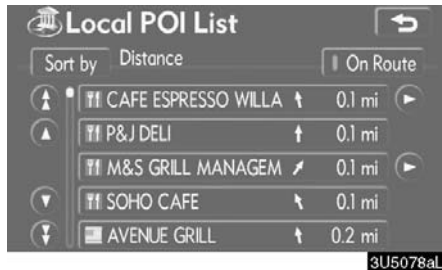 Local POI List
Sort by Distance On Route
CAFE ESPRESSO WILLA 0.1 mi
P&J DELI 0.1 mi
M&S GRILL MANAGEM 0.1 mi
SOHO CAFE 0.1 mi
AVENUE GRILL 0.2 mi
3U5078aL